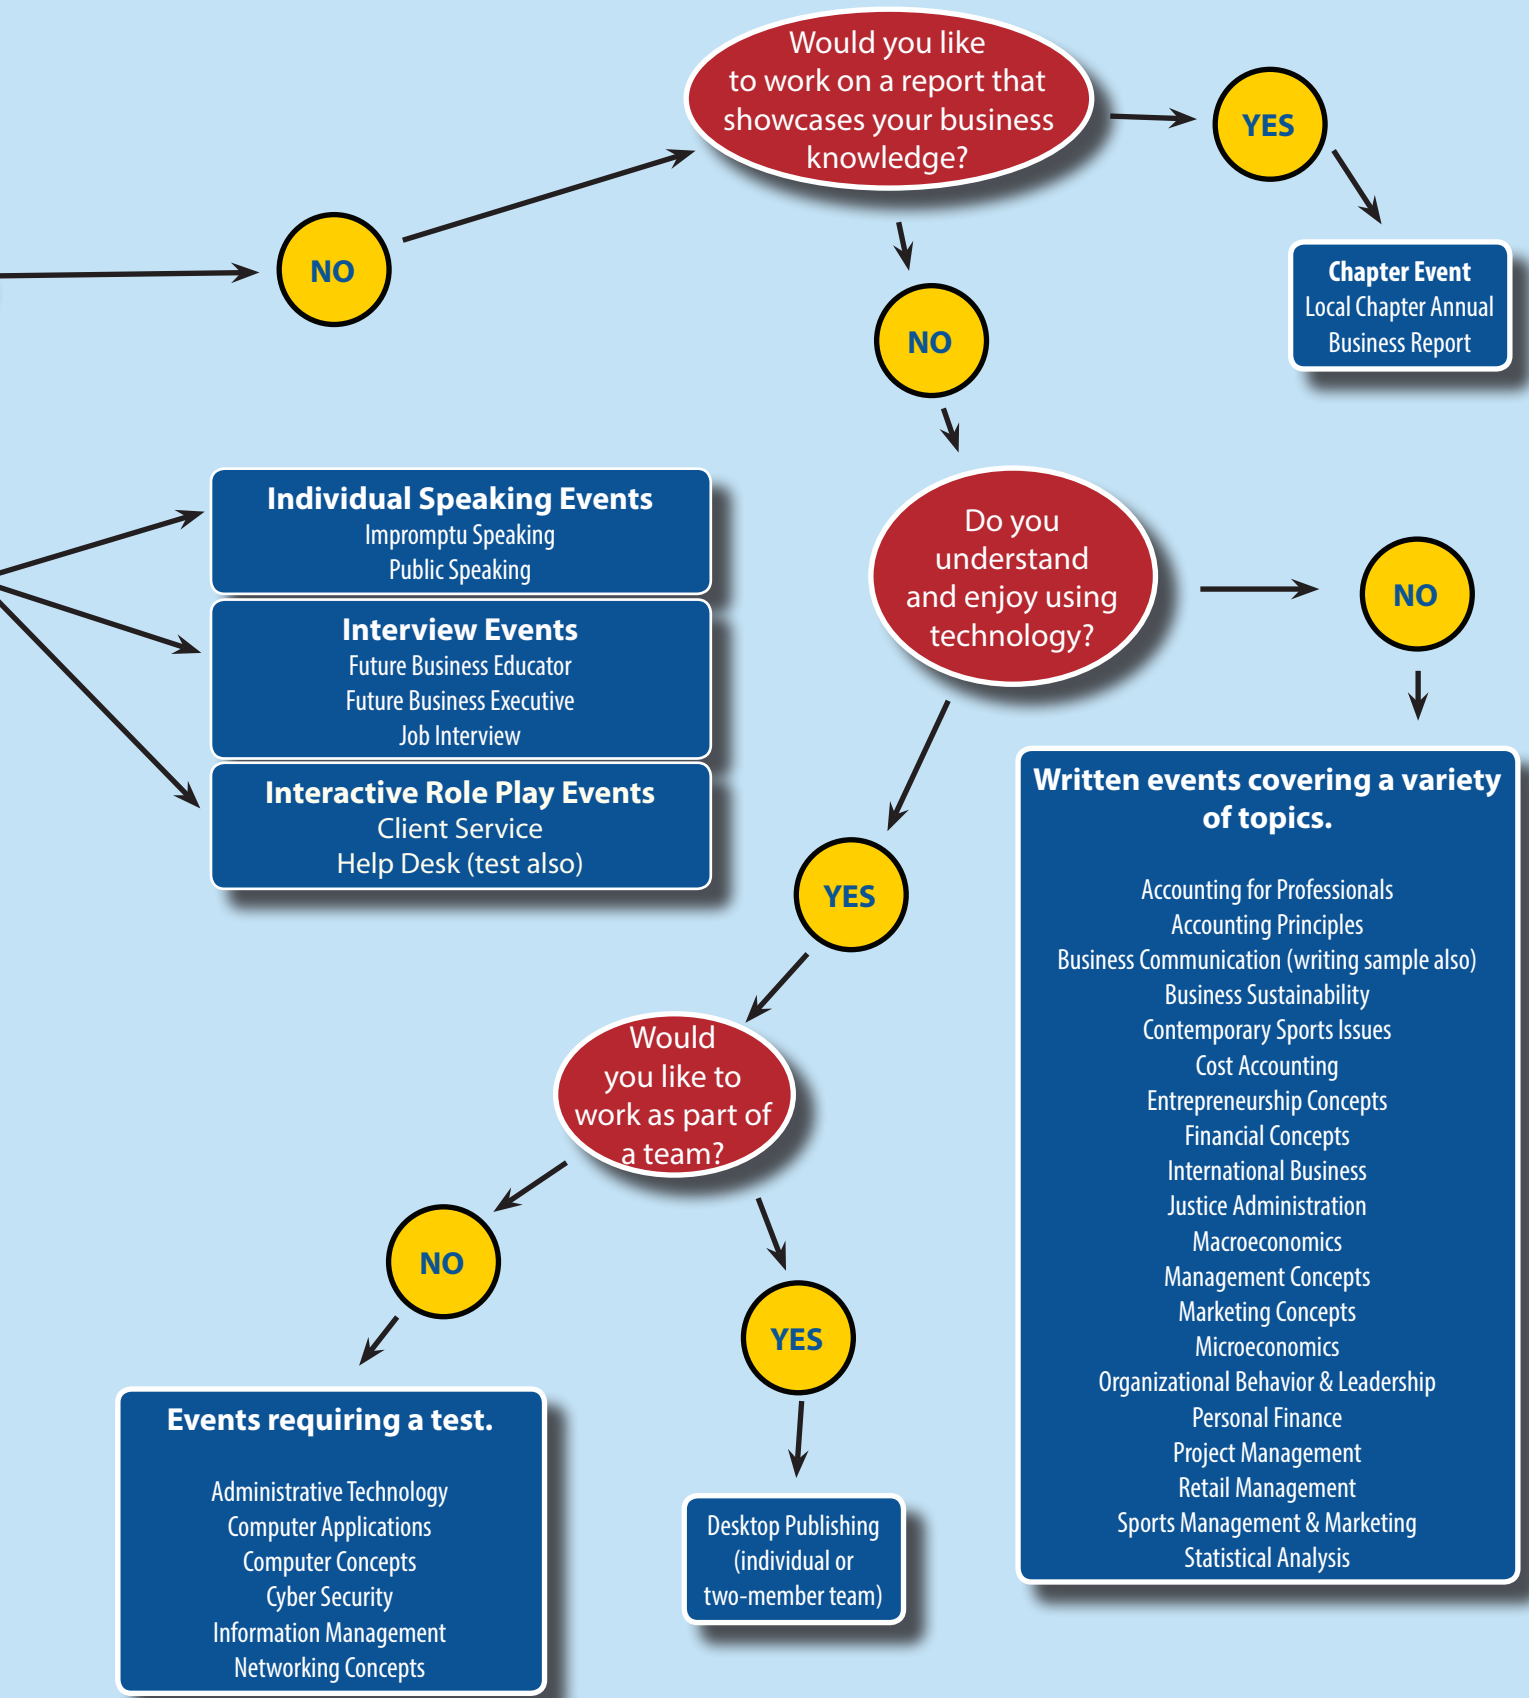 Would you like
to work on a report that
showcases your business
knowledge?
YES
NO
Chapter Event
Local Chapter Annual
Business Report
NO
Individual Speaking Events
Impromptu Speaking
Public Speaking
Interview Events
Future Business Educator
Future Business Executive
Job Interview
Interactive Role Play Events
Client Service
Help Desk (test also)
Do you
understand
and enjoy using
technology?
NO
Written events covering a variety
of topics.
Accounting for Professionals
Accounting Principles
Business Communication (writing sample also)
Business Sustainability
Contemporary Sports Issues
Cost Accounting
Entrepreneurship Concepts
Financial Concepts
International Business
Justice Administration
Macroeconomics
Management Concepts
Marketing Concepts
Microeconomics
Organizational Behavior & Leadership
Personal Finance
Project Management
Retail Management
Sports Management & Marketing
Statistical Analysis
YES
Would
you like to
work as part of
a team?
NO
YES
Events requiring a test.
Administrative Technology
Computer Applications
Computer Concepts
Cyber Security
Information Management
Networking Concepts
Desktop Publishing
(individual or
two-member team)